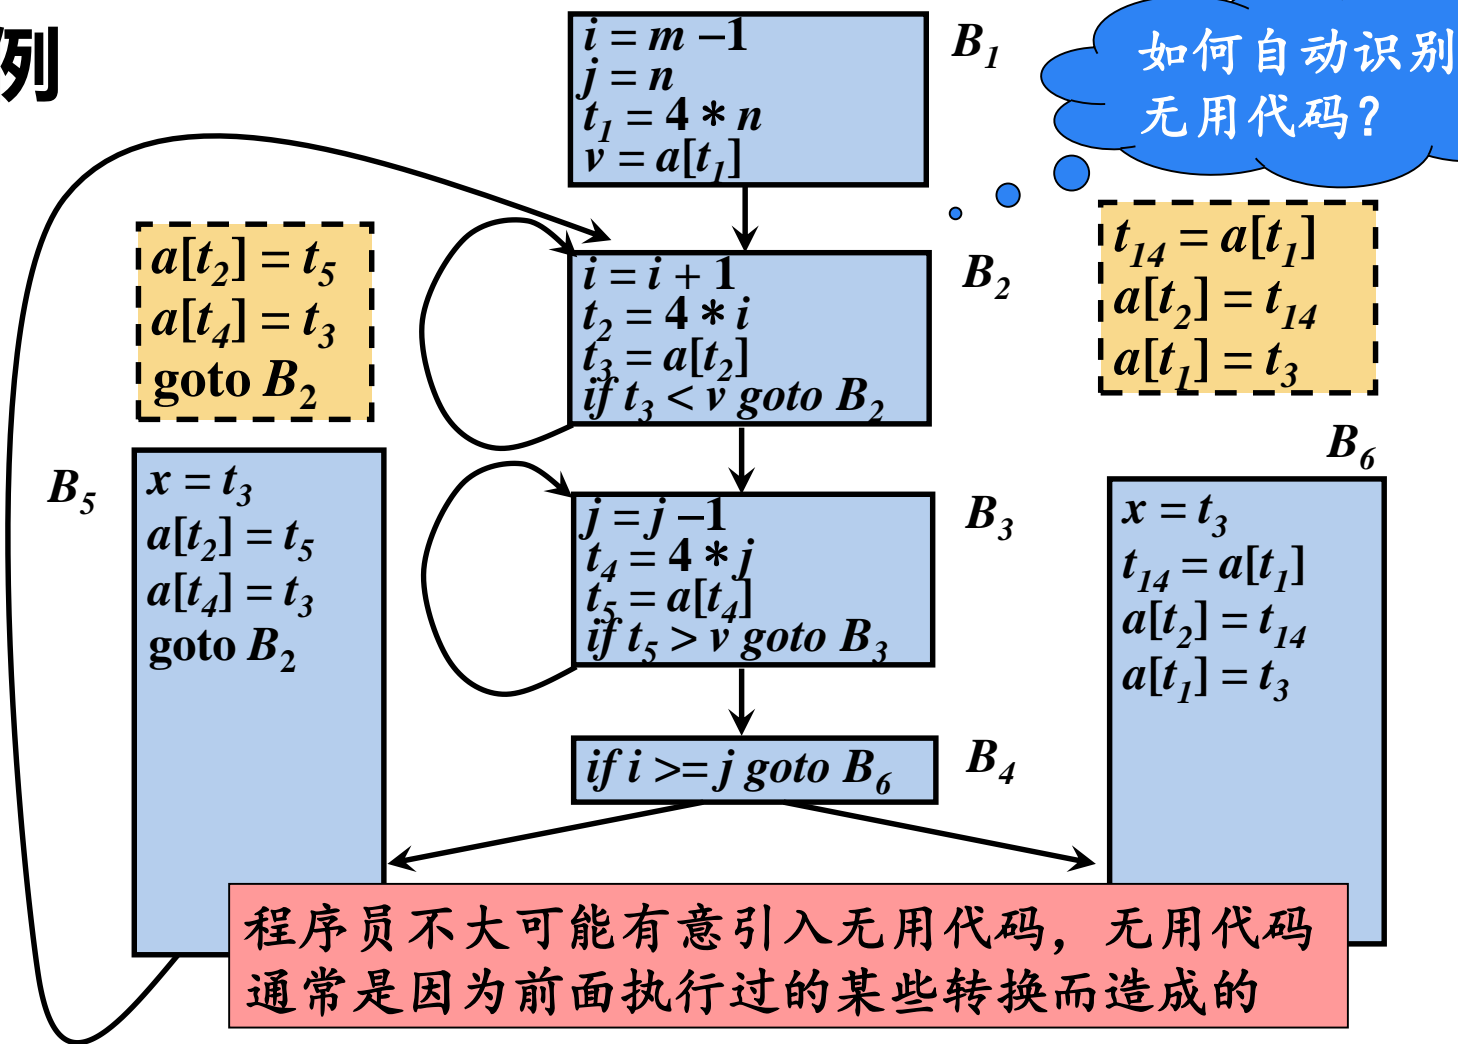 例
i = m −1
j = n
t1 = 4 * n
v = a[t1]
B1
如何自动识别
无用代码？
a[t2] = t5
a[t4] = t3
goto B2
i = i + 1
t2 = 4 * i
t3 = a[t2]
if t3 < v goto B2
B2
t14 = a[t1]
a[t2] = t14
a[t1] = t3
B5
x = t3
a[t2] = t5
a[t4] = t3
goto B2
j = j −1
t4 = 4 * j
t5 = a[t4]
if t5 > v goto B3
B3
B6
x = t3
t14 = a[t1]
a[t2] = t14
a[t1] = t3
if i >= j goto B6
B4
程序员不大可能有意引入无用代码，无用代码
通常是因为前面执行过的某些转换而造成的